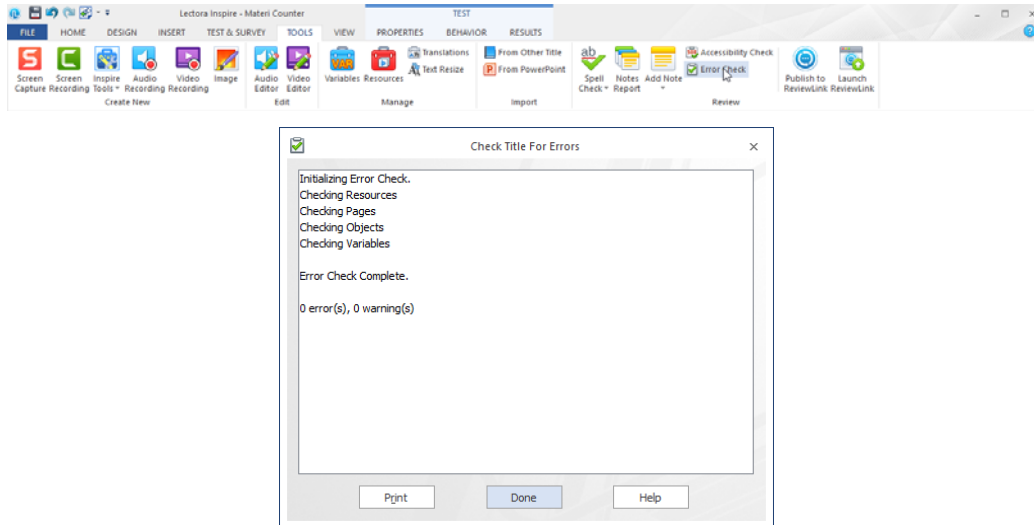 Lectora Inspire - Materi Counter
TEST
FILE HOME DESIGN INSERT TEST & SURVEY TOOLS VIEW PROPERTIES BEHAVIOR RESULTS
Screen Capture
Screen Recording
Inspire Tools
Audio Recording
Video Recording
Image
Create New
Audio Editor
Video Editor
Edit
Variables
Resources
Translations
Text Resize
Manage
From Other Title
From PowerPoint
Import
Spell Check
Notes Report
Add Note
Accessibility Check
Error Check
Review
Publish to ReviewLink
Launch ReviewLink
Check Title For Errors
Initializing Error Check.
Checking Resources
Checking Pages
Checking Objects
Checking Variables
Error Check Complete.
0 error(s), 0 warning(s)
Print Done Help